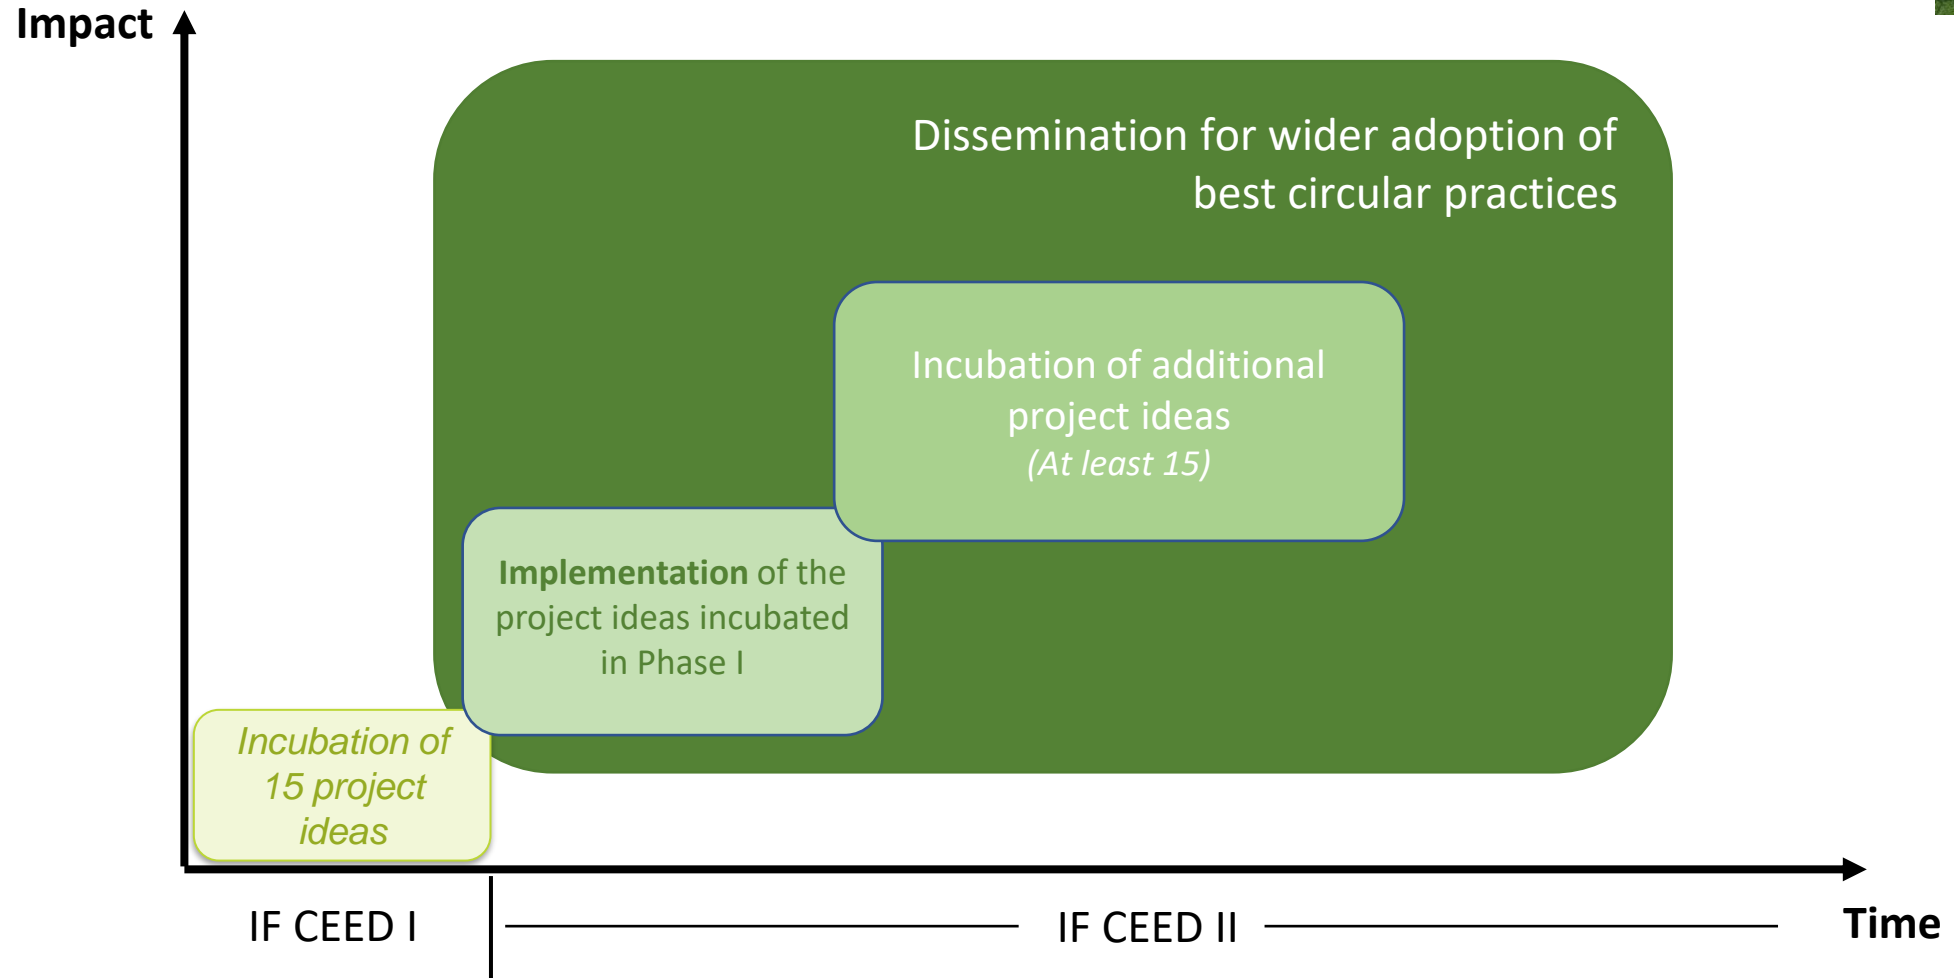 Impact
Dissemination for wider adoption of
best circular practices
Incubation of additional
project ideas
(At least 15)
Implementation of the
project ideas incubated
in Phase I
Incubation of
15 project
ideas
IF CEED I
IF CEED II
Time